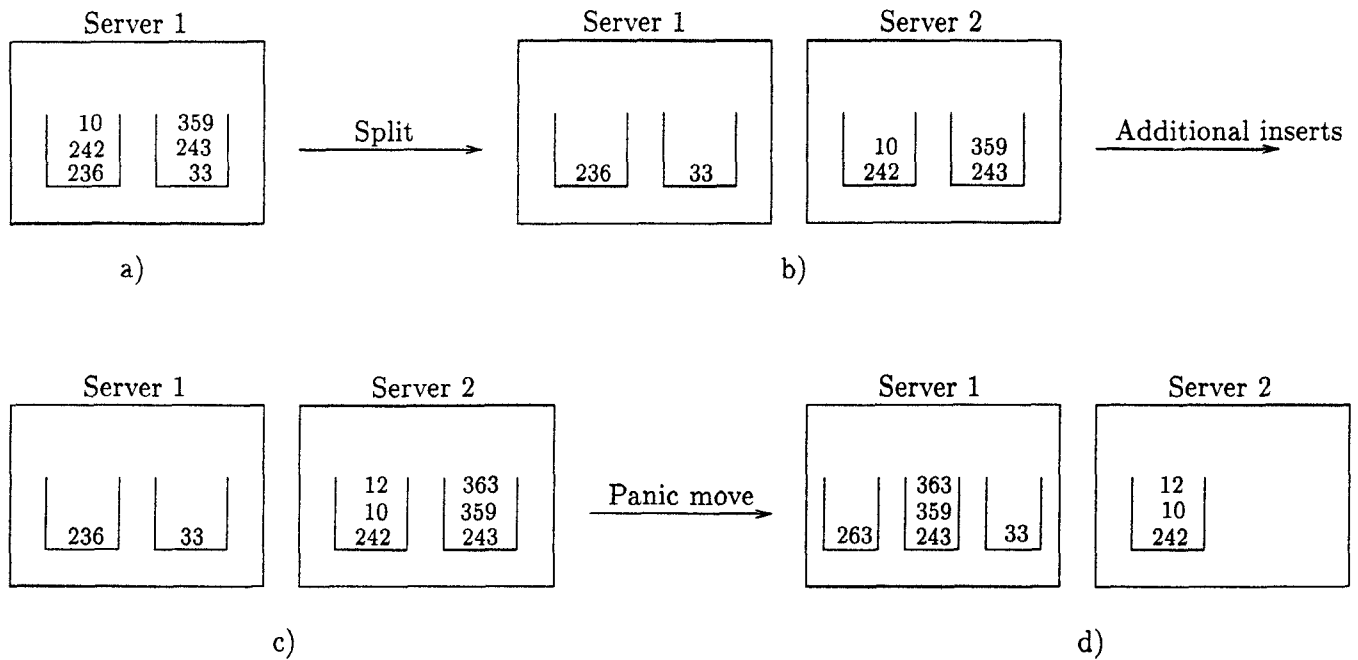 Server 1
10
242
236
359
243
33
Split
a)
Server 1
236
33
Server 2
10
242
359
243
Additional inserts
b)
Server 1
236
33
Server 2
12
10
242
363
359
243
Panic move
c)
Server 1
263
363
359
243
33
Server 2
12
10
242
d)